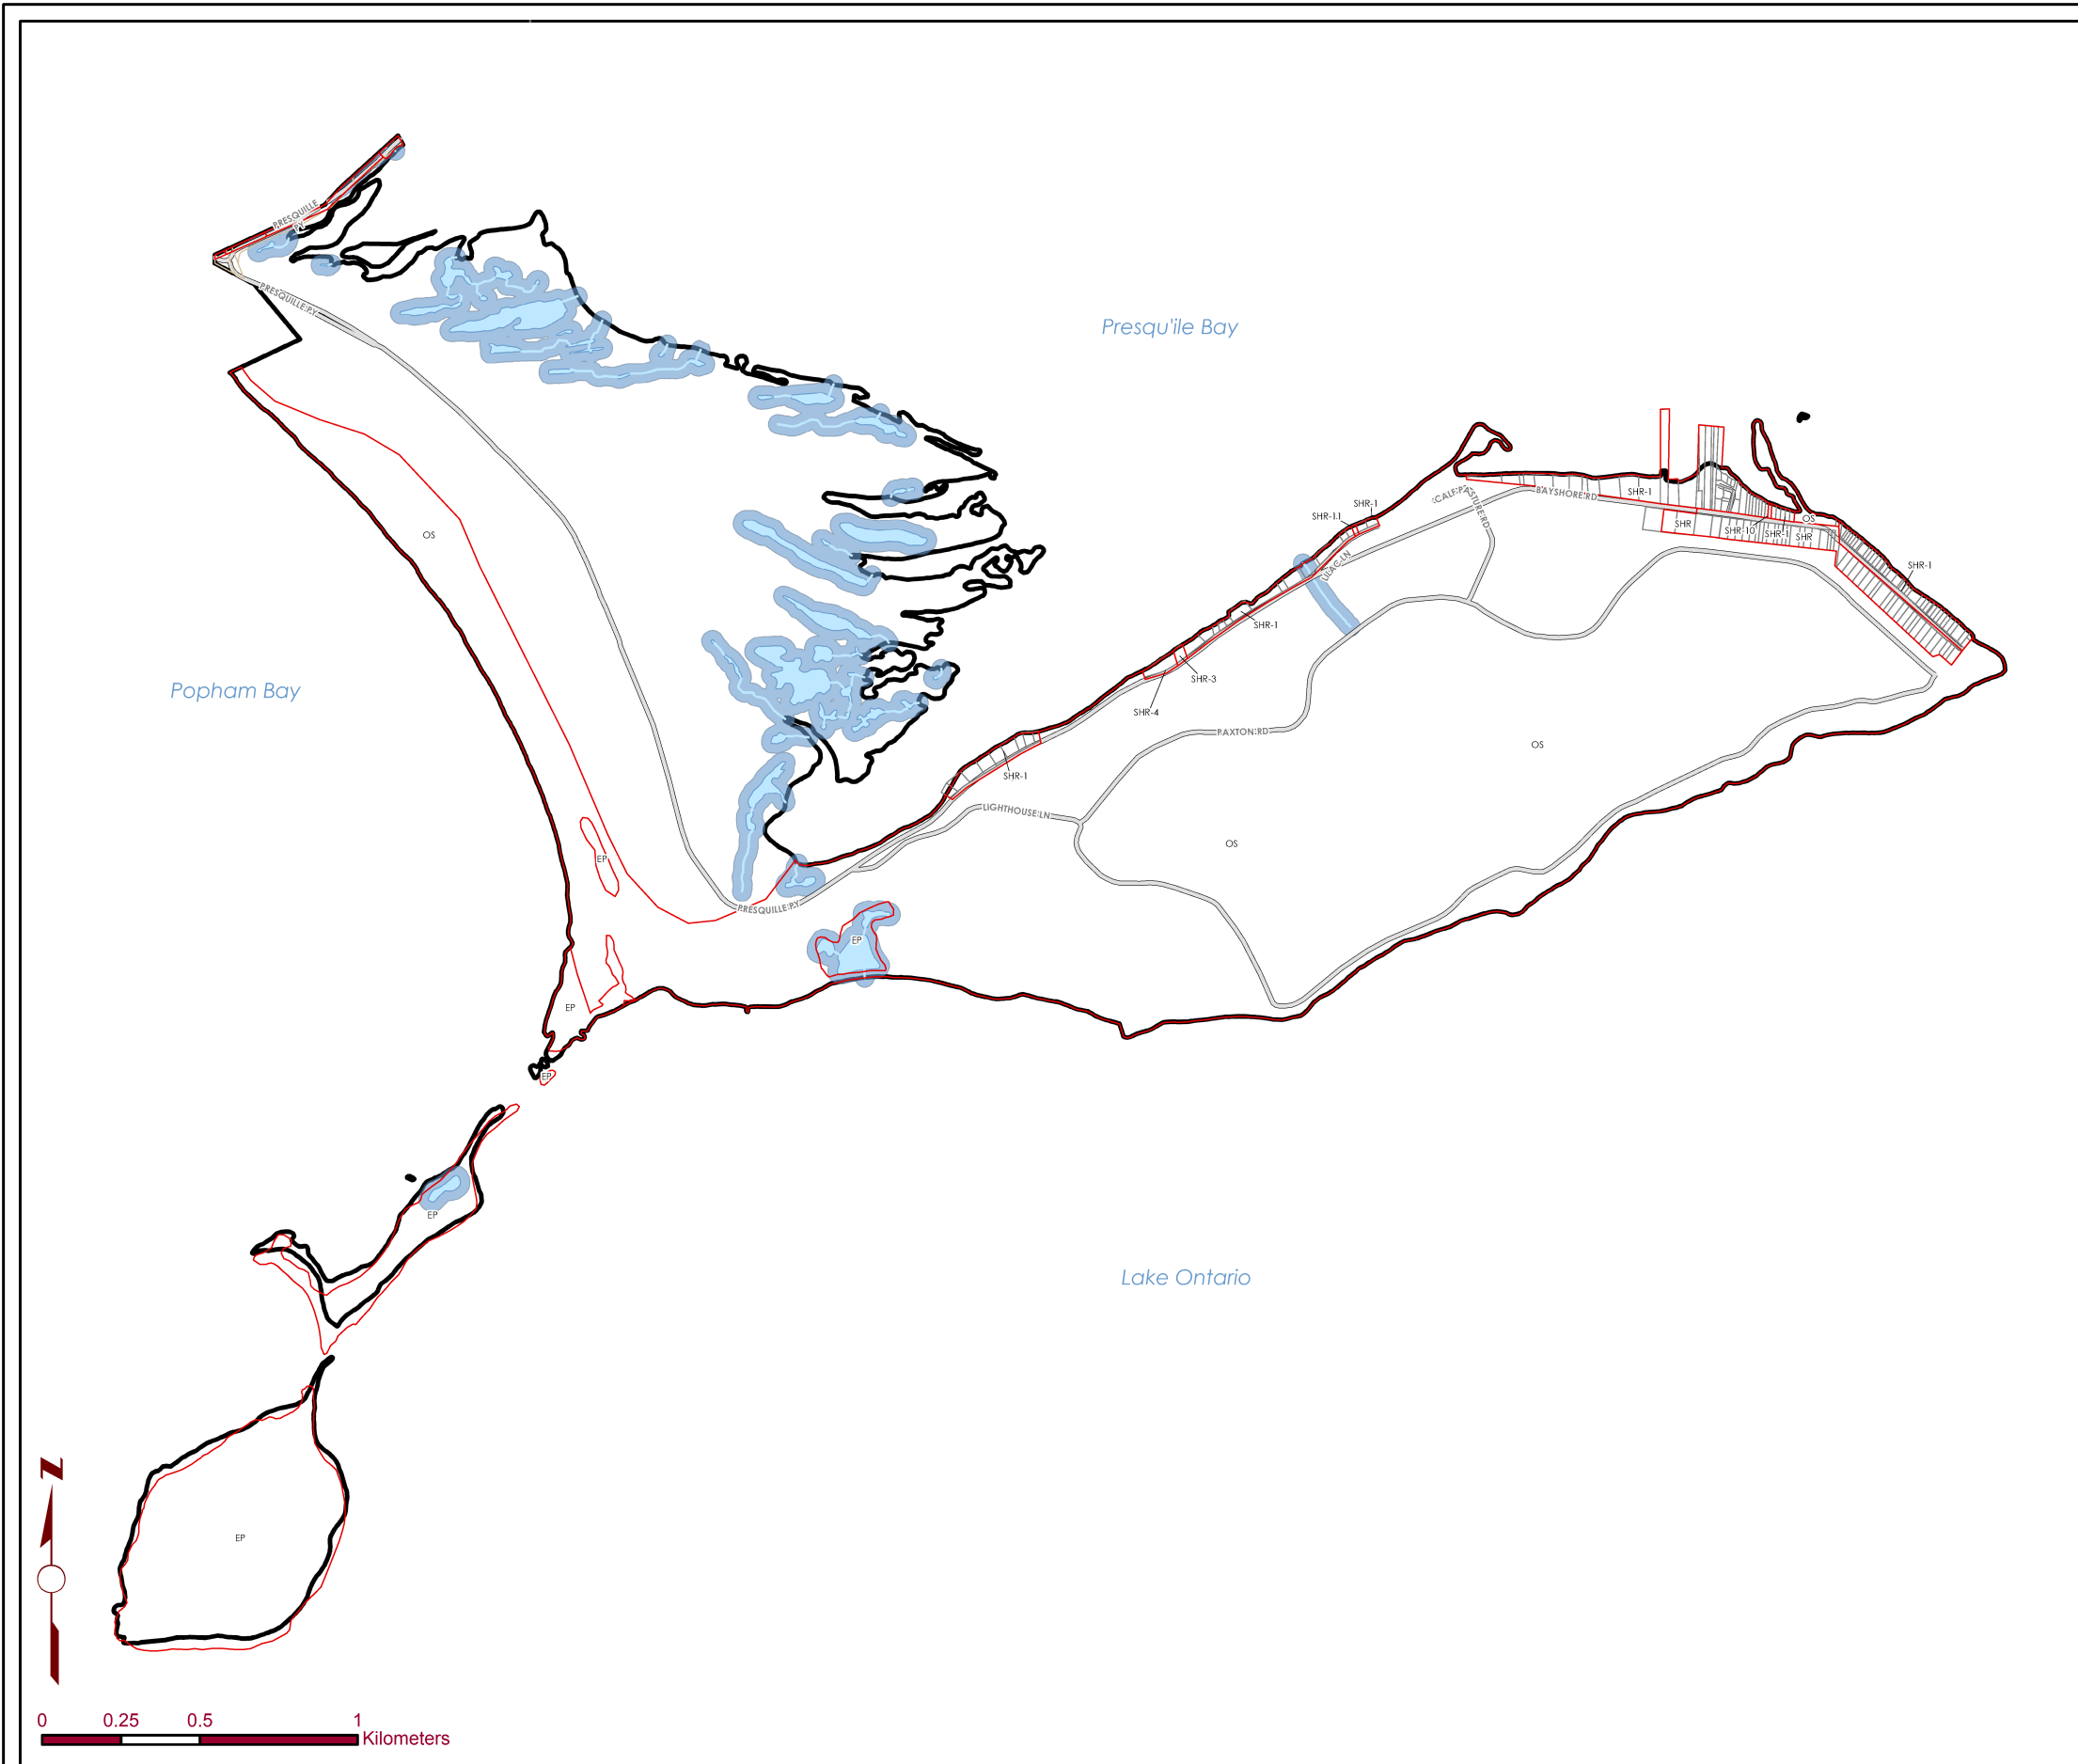 PRESQUILLE
PY
PRESQUILLE PY
Presqu'ile Bay
OS
SHR-1
SHR-1.1
CALF PASTURE RD
BAYSHORE RD
SHR-1
SHR
SHR-10
SHR-1
SHR
OS
SHR-1
LILAC LN
SHR-1
SHR-3
SHR-4
Popham Bay
PAXTON RD
OS
SHR-1
LIGHTHOUSE LN
OS
EP
PRESQUILLE PY
EP
EP
EP
EP
Lake Ontario
N
EP
0 0.25 0.5 1
Kilometers